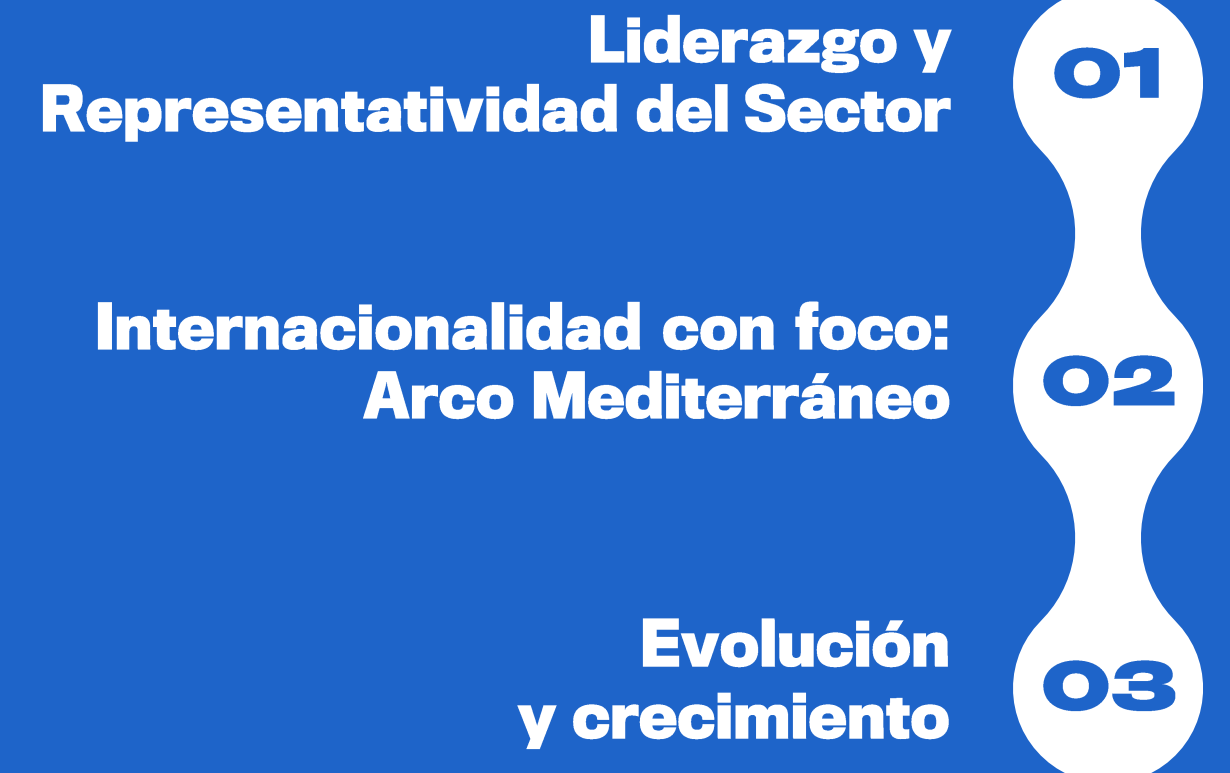 Liderazgo y
Representatividad del Sector
01
Internacionalidad con foco:
Arco Mediterráneo
02
Evolución
y crecimiento
03